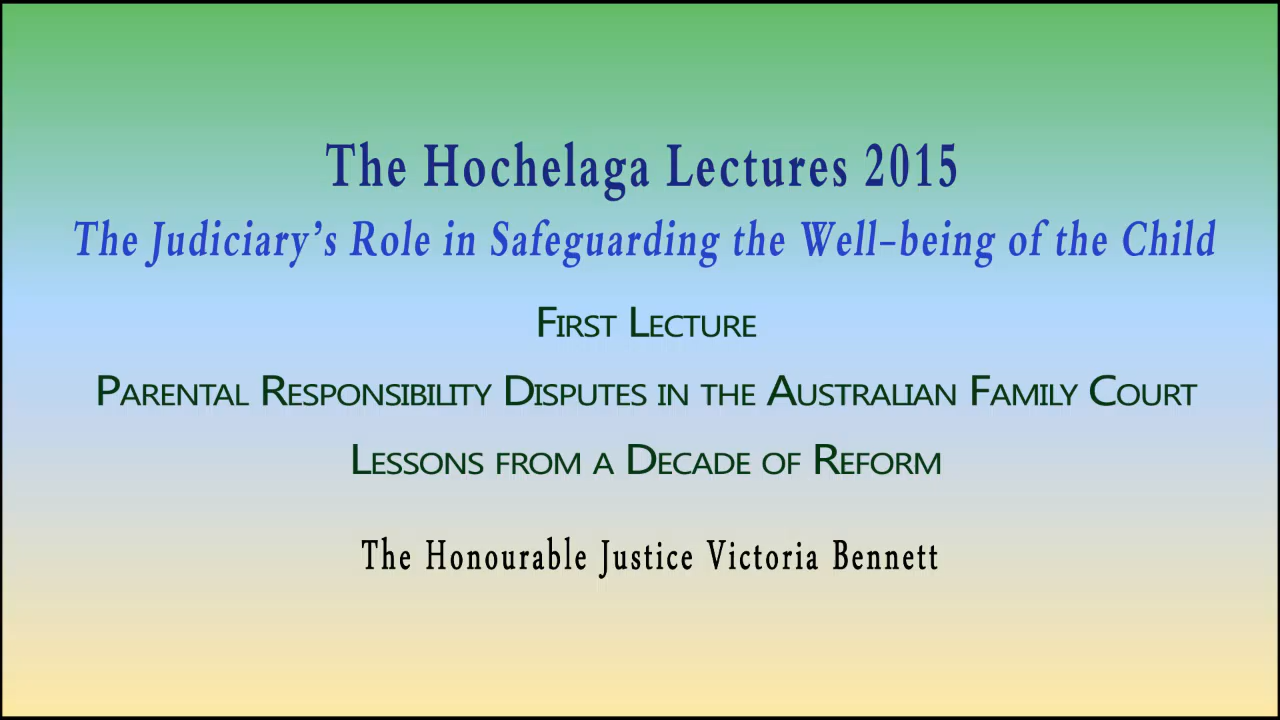 The Hochelaga Lectures 2015
The Judiciary's Role in Safeguarding the Well-being of the Child
First Lecture
Parental Responsibility Disputes in the Australian Family Court
Lessons from a Decade of Reform
The Honourable Justice Victoria Bennett